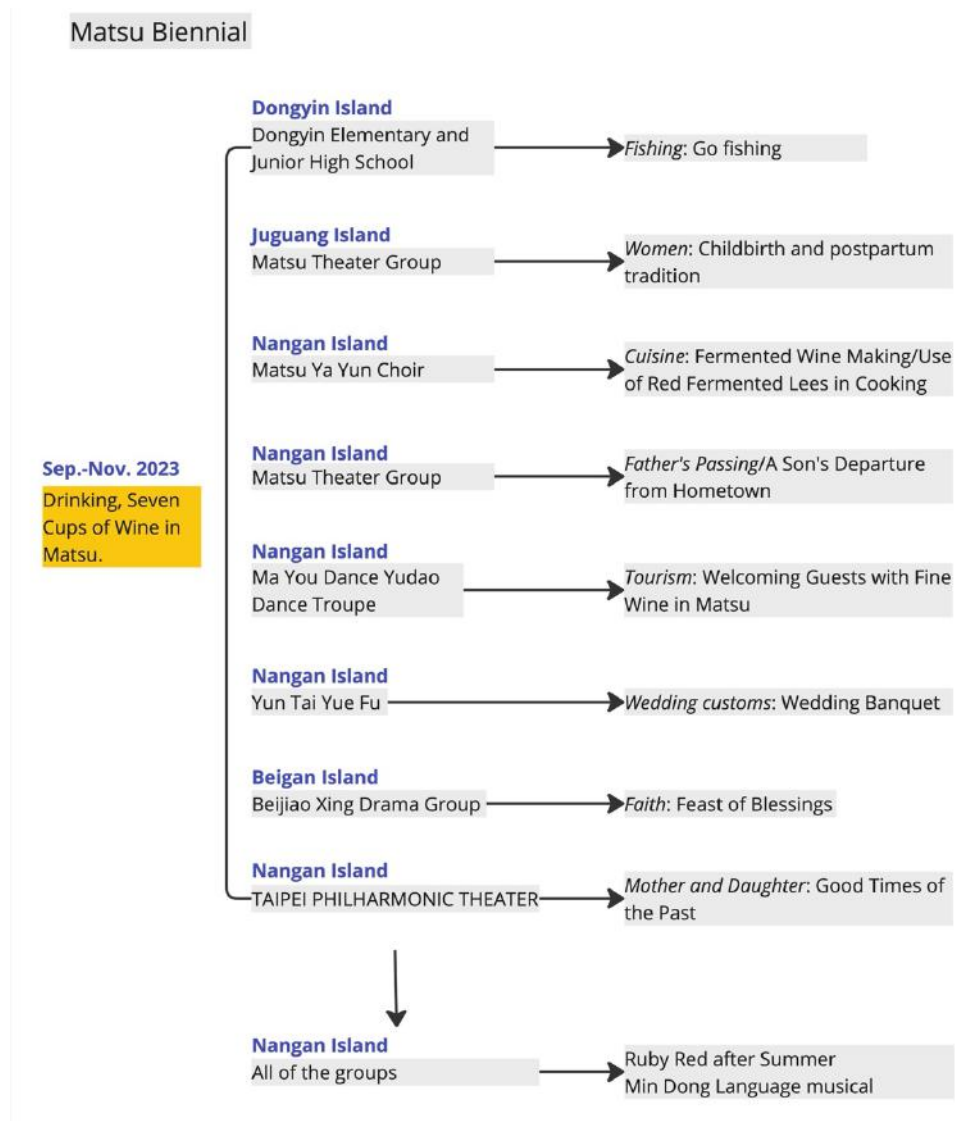 Matsu Biennial
Dongyin Island
Dongyin Elementary and
Junior High School
Fishing: Go fishing
Juguang Island
Matsu Theater Group
Women: Childbirth and postpartum
tradition
Nangan Island
Matsu Ya Yun Choir
Cuisine: Fermented Wine Making/Use
of Red Fermented Lees in Cooking
Sep.-Nov. 2023
Drinking, Seven
Cups of Wine in
Matsu.
Nangan Island
Matsu Theater Group
Father's Passing/A Son's Departure
from Hometown
Nangan Island
Ma You Dance Yudao
Dance Troupe
Tourism: Welcoming Guests with Fine
Wine in Matsu
Nangan Island
Yun Tai Yue Fu
Wedding customs: Wedding Banquet
Beigan Island
Beijiao Xing Drama Group
Faith: Feast of Blessings
Nangan Island
TAIPEI PHILHARMONIC THEATER
Mother and Daughter: Good Times of
the Past
Nangan Island
All of the groups
Ruby Red after Summer
Min Dong Language musical